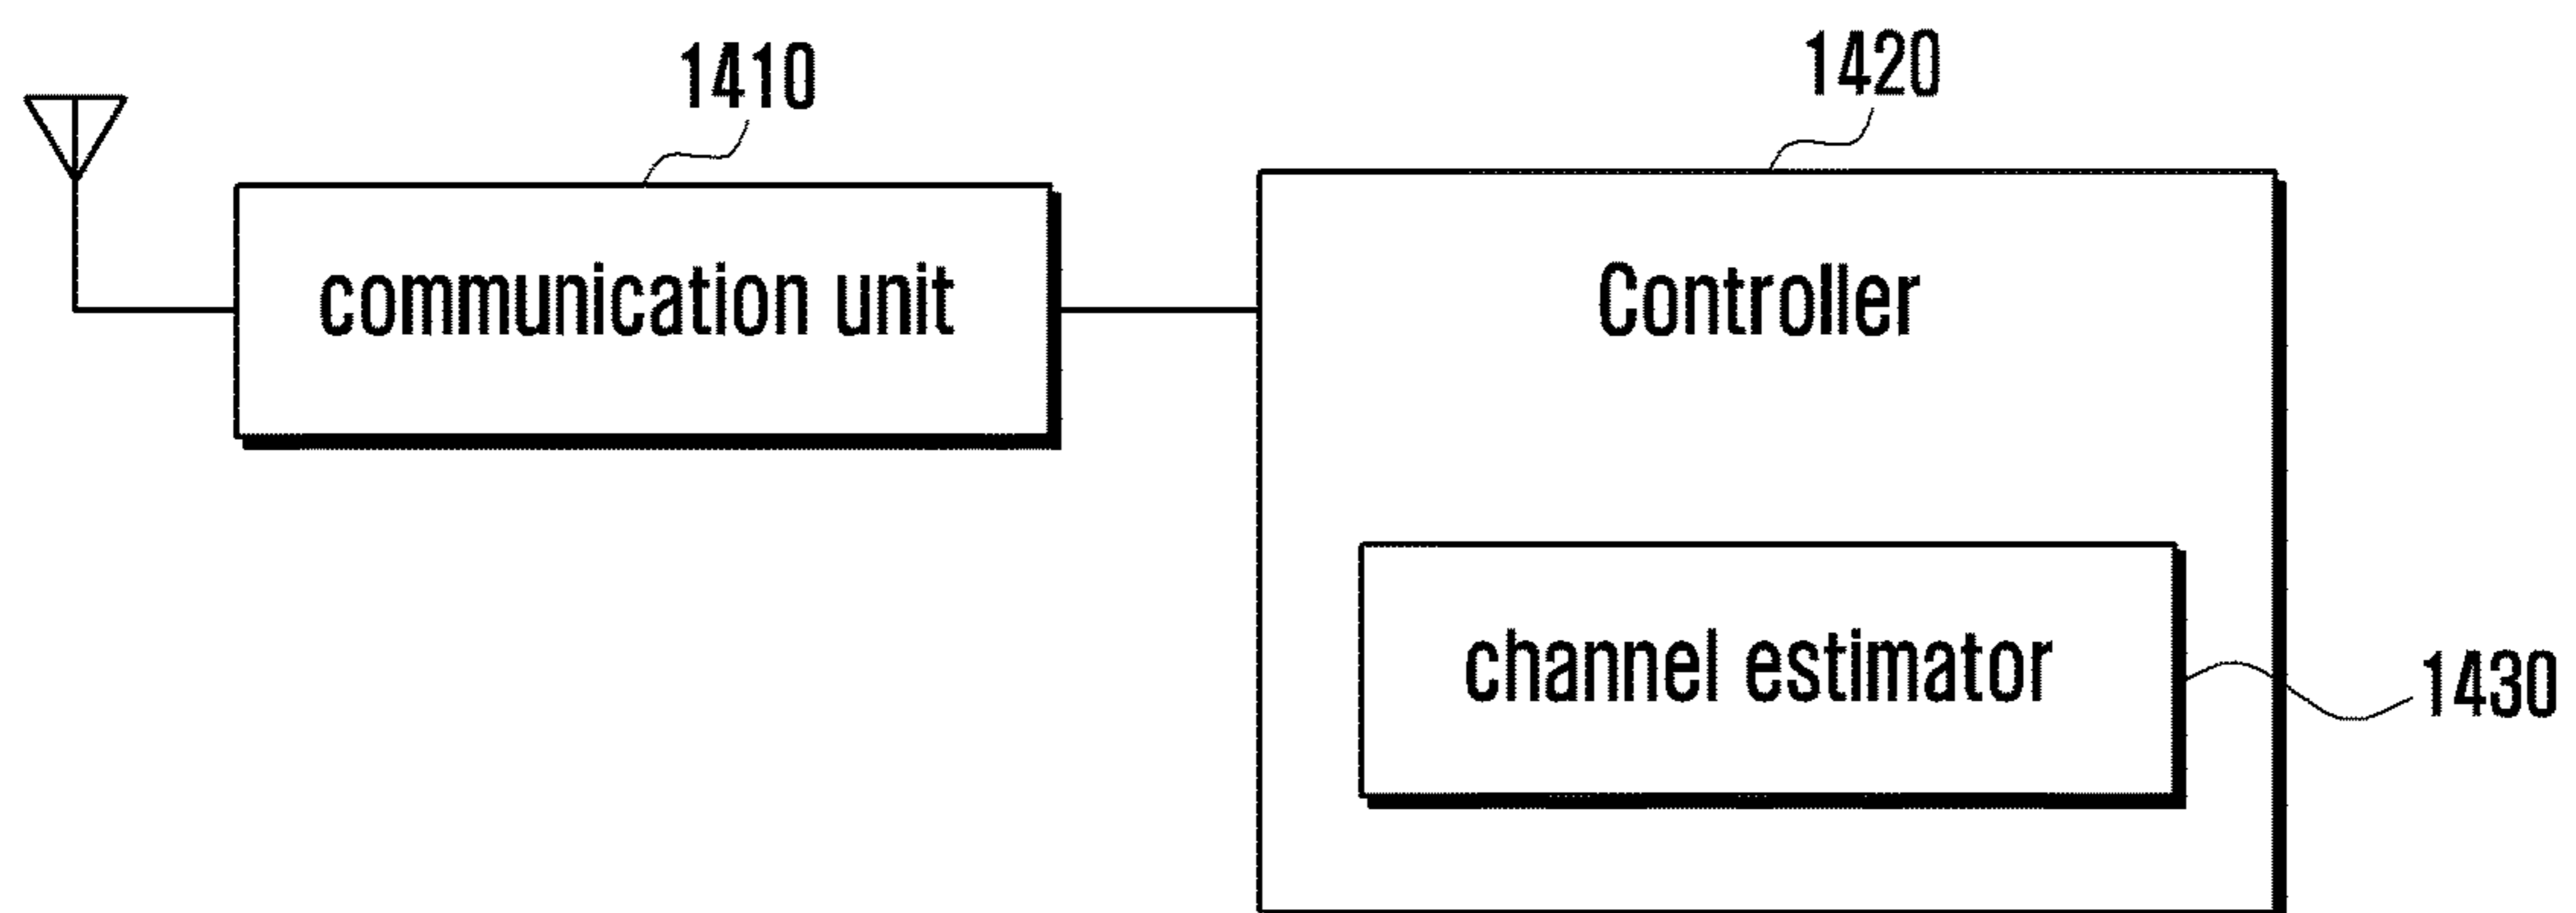 1410
1420
communication unit
Controller
channel estimator
1430